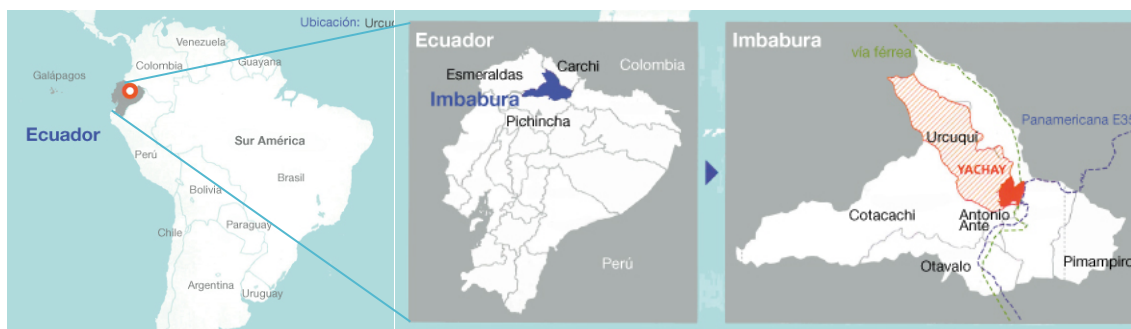 Ubicación: Urcu
Venezuela
Colombia
Guayana
Galápagos
Ecuador
Sur América
Perú
Brasil
Bolivia
Paraguay
Chile
Argentina
Uruguay
Ecuador
Carchi
Esmeraldas
Colombia
Imbabura
Pichincha
Perú
Imbabura
vía férrea
Panamericana E35
Urcuqui
YACHAY
Cotacachi
Antonio
Ante
Otavalo
Pimampiro